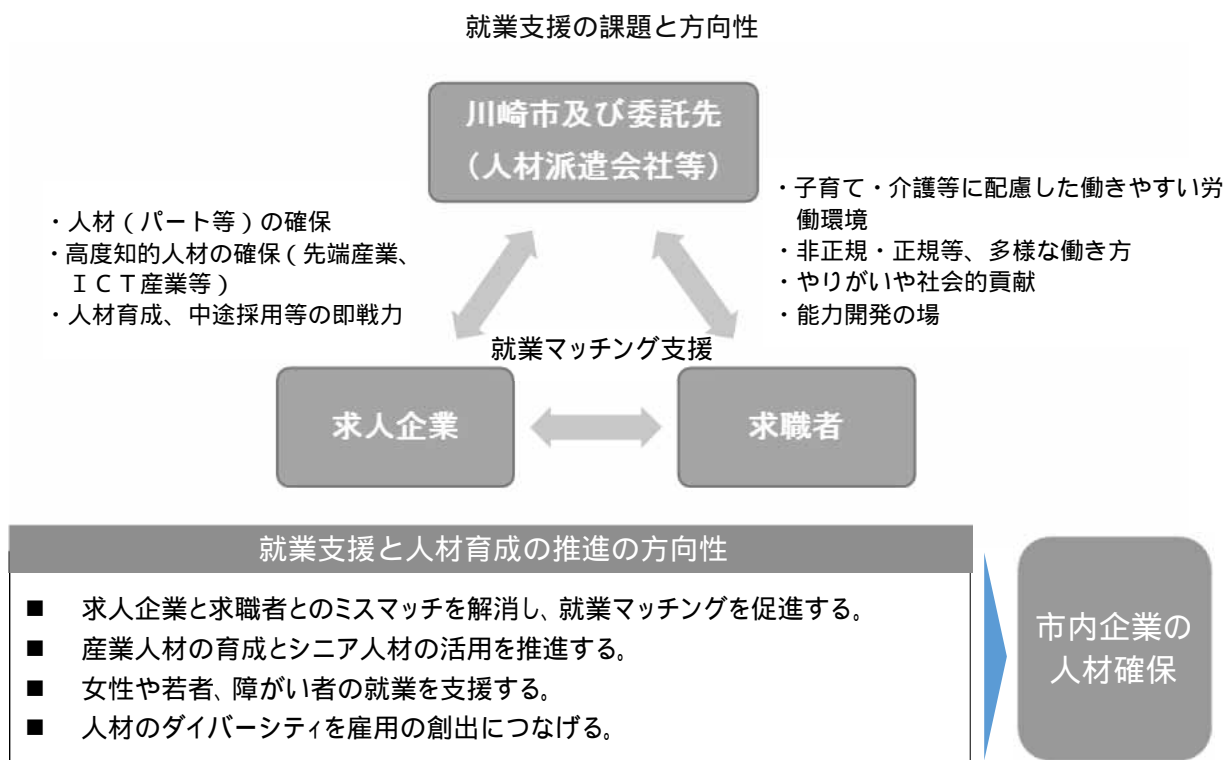 就業支援の課題と方向性
川崎市及び委託先
（人材派遣会社等）
・人材（パート等）の確保
・高度知的人材の確保（先端産業、
ＩＣＴ産業等）
・人材育成、中途採用等の即戦力
・子育て・介護等に配慮した働きやすい労
働環境
・非正規・正規等、多様な働き方
・やりがいや社会的貢献
・能力開発の場
就業マッチング支援
求人企業
求職者
就業支援と人材育成の推進の方向性
■ 求人企業と求職者とのミスマッチを解消し、就業マッチングを促進する。
■ 産業人材の育成とシニア人材の活用を推進する。
■ 女性や若者、障がい者の就業を支援する。
■ 人材のダイバーシティを雇用の創出につなげる。
市内企業の
人材確保